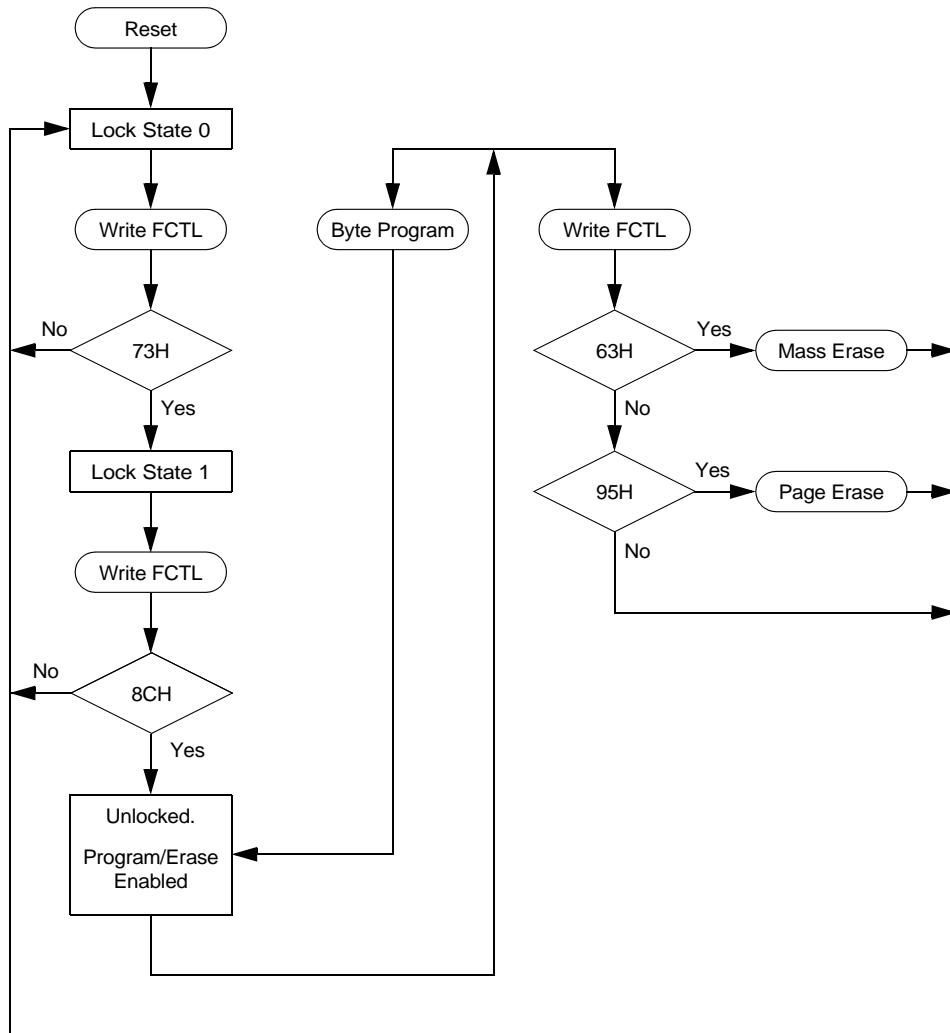 Reset
Lock State 0
Write FCTL
No
73H
Yes
Lock State 1
Write FCTL
No
8CH
Yes
Unlocked.
Program/Erase
Enabled
Byte Program
Write FCTL
63H
Yes
Mass Erase
No
95H
Yes
Page Erase
No